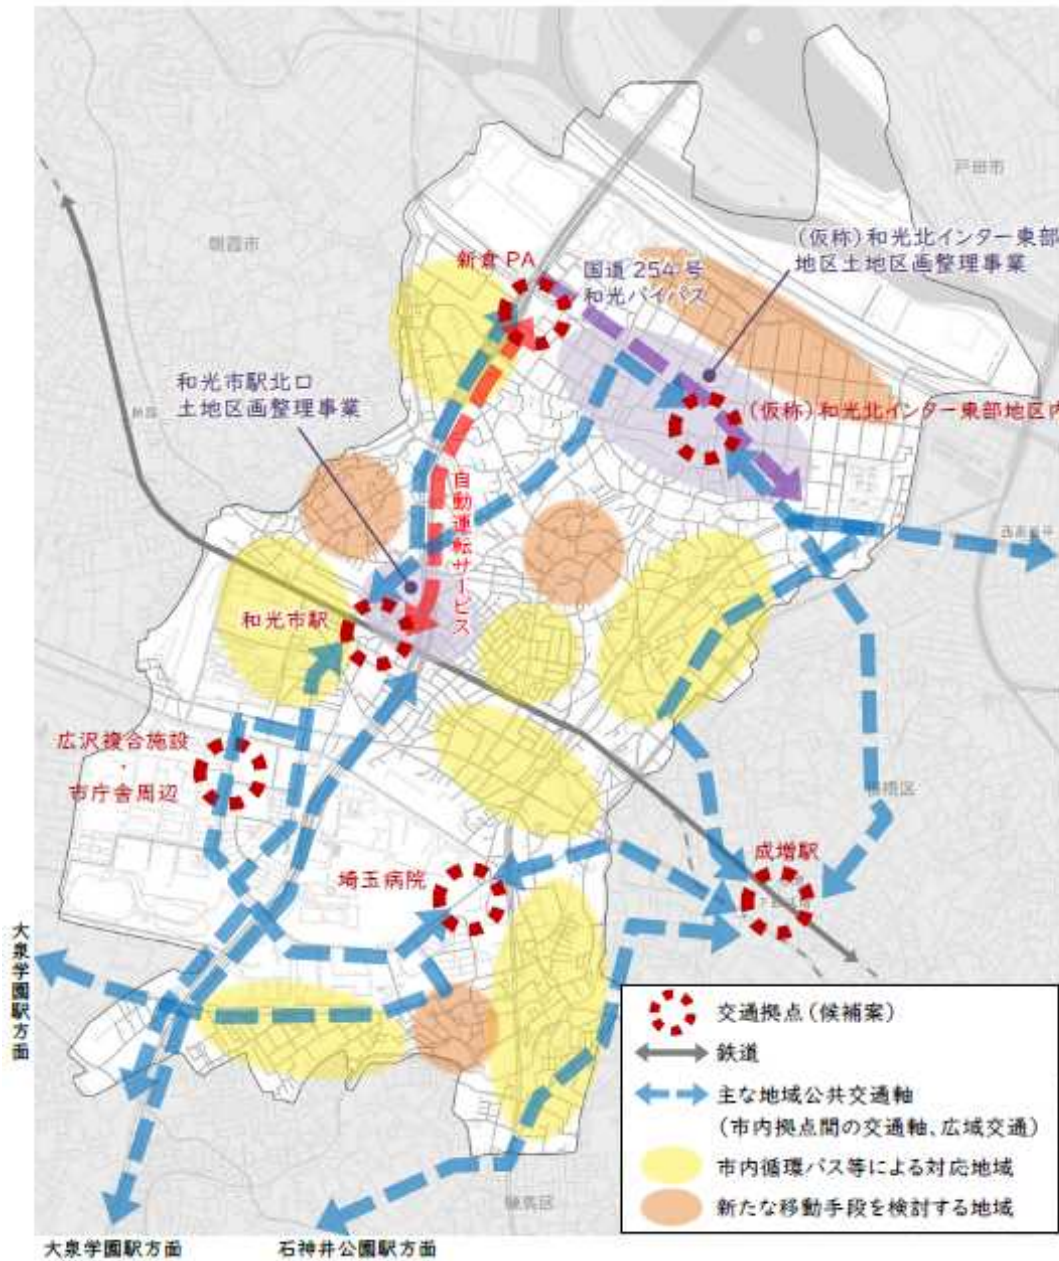 戸田市
朝霞市
(仮称)和光北インター東部
地区土地区画整理事業
新倉 PA
国道 254 号
和光バイパス
和光市駅北口
土地区画整理事業
(仮称)和光北インター東部地区内
自動運転サービス
和光市駅
広沢複合施設
・
市庁舎周辺
板橋区
成増駅
埼玉病院
大泉学園駅方面
交通拠点(候補案)
鉄道
主な地域公共交通軸
(市内拠点間の交通軸、広域交通)
市内循環バス等による対応地域
新たな移動手段を検討する地域
練馬区
大泉学園駅方面
石神井公園駅方面